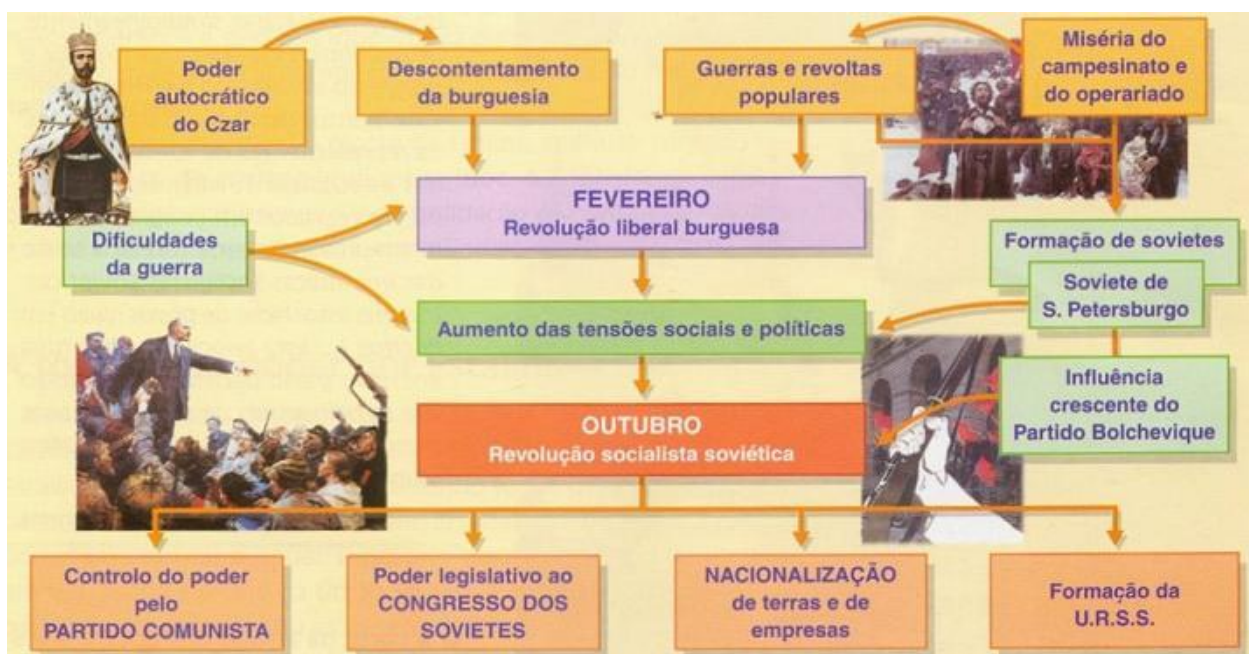 Poder
autocrático
do Czar
Descontentamento
da burguesia
Guerras e revoltas
populares
Miséria do
campesinato e
do operariado
FEVEREIRO
Revolução liberal burguesa
Dificuldades
da guerra
Formação de sovietes
Soviete de
S. Petersburgo
Aumento das tensões sociais e políticas
Influência
crescente do
Partido Bolchevique
OUTUBRO
Revolução socialista soviética
Controlo do poder
pelo
PARTIDO COMUNISTA
Poder legislativo ao
CONGRESSO DOS
SOVIETES
NACIONALIZAÇÃO
de terras e de
empresas
Formação da
U.R.S.S.